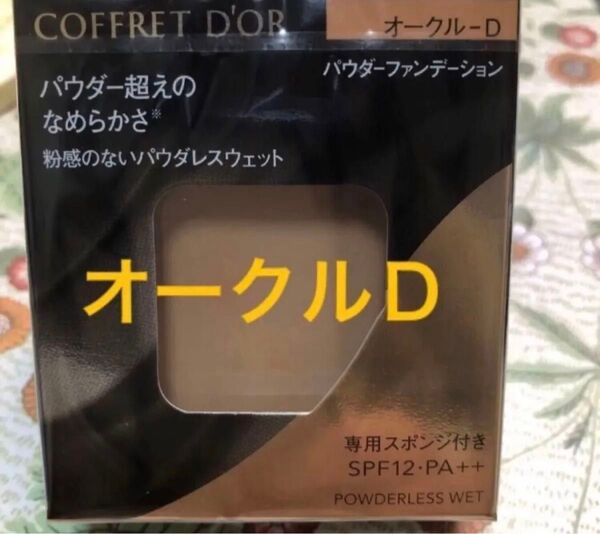 COFFRET D'OR
オークル-D
パウダーファンデーション
パウダー超えの
なめらかさ※
粉感のないパウダレスウェット
オークルD
専用スポンジ付き
SPF12・PA++
POWDERLESS WET